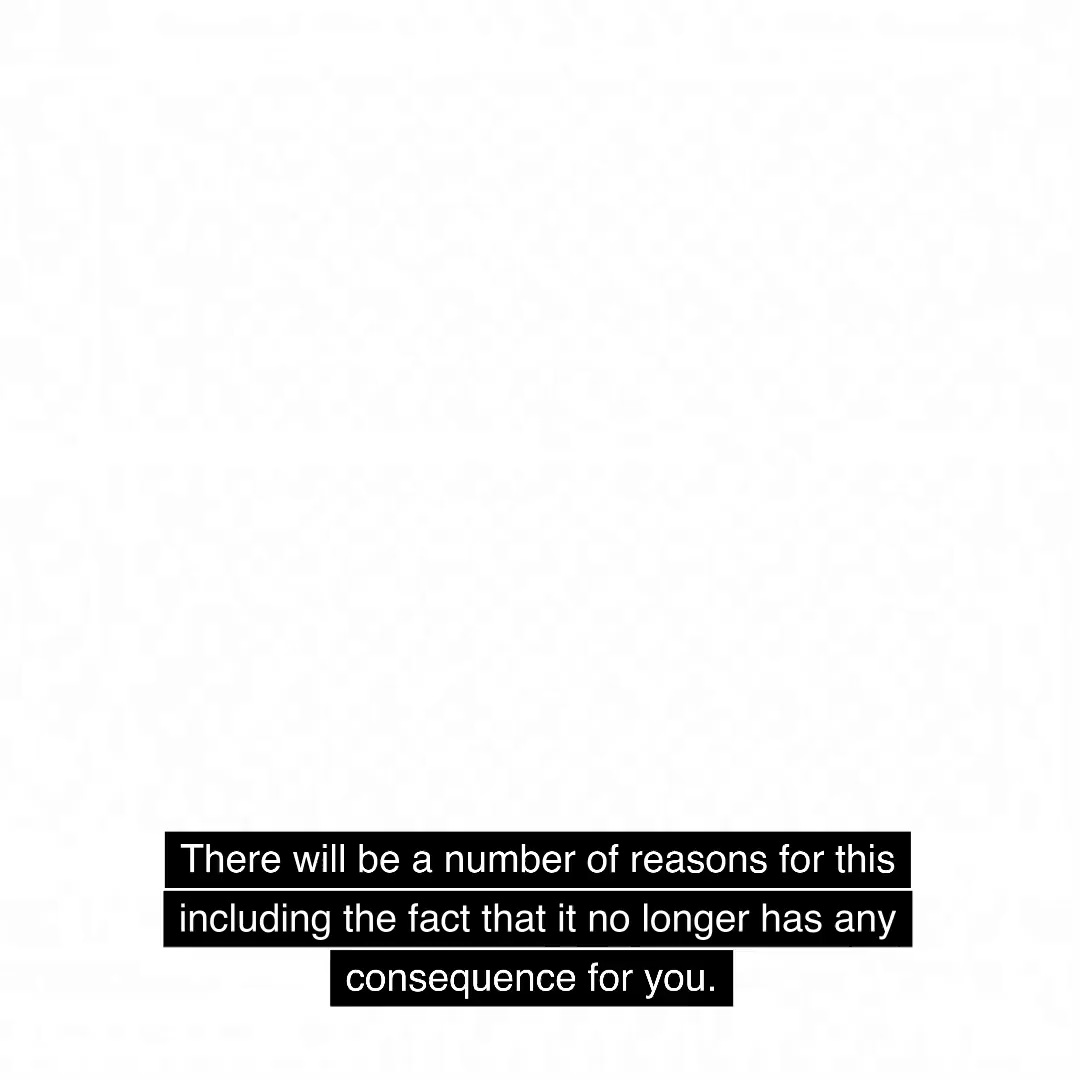 There will be a number of reasons for this
including the fact that it no longer has any
consequence for you.